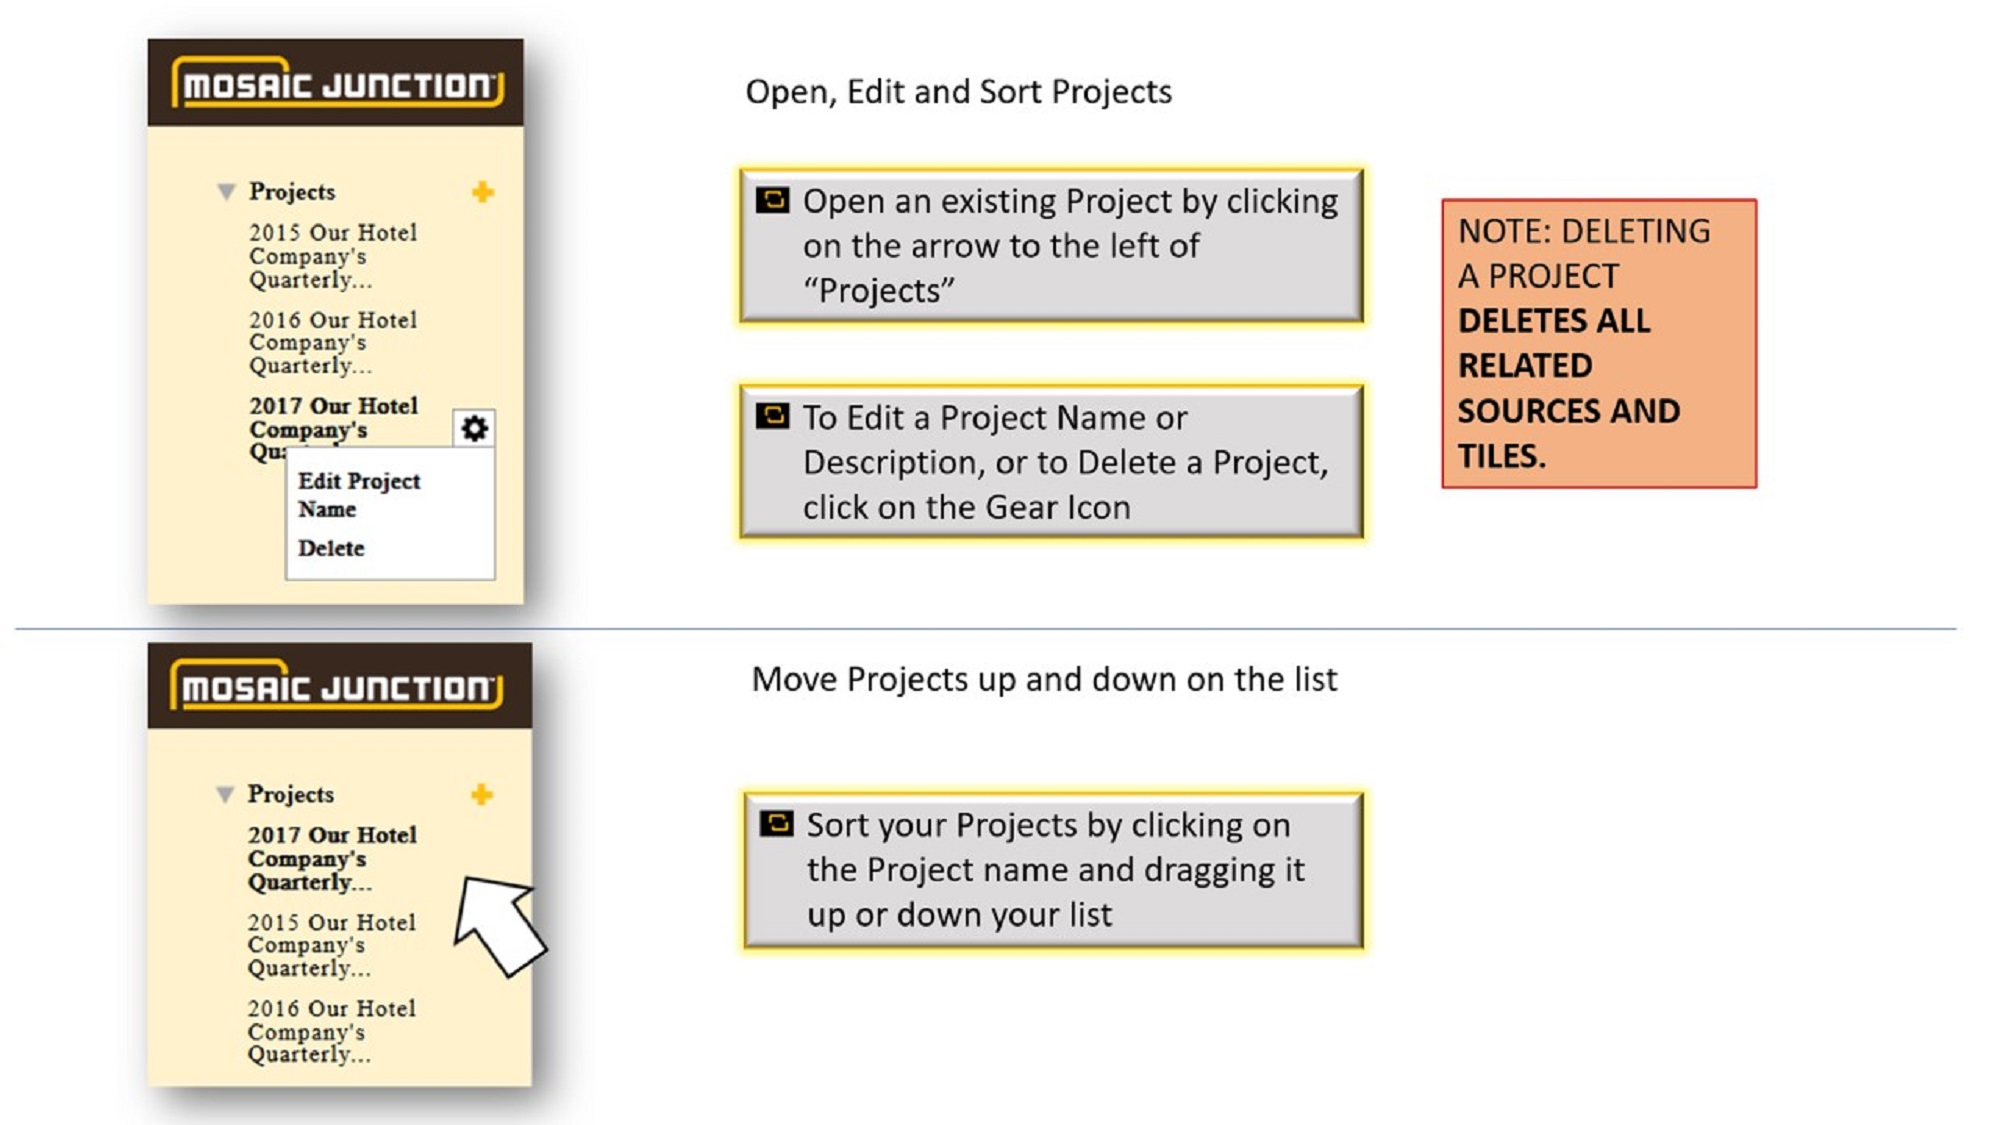 MOSAIC JUNCTION
Projects
2015 Our Hotel
Company's
Quarterly...
2016 Our Hotel
Company's
Quarterly...
2017 Our Hotel
Company's
Edit Project
Name
Delete
Open, Edit and Sort Projects
Open an existing Project by clicking
on the arrow to the left of
“Projects”
To Edit a Project Name or
Description, or to Delete a Project,
click on the Gear Icon
NOTE: DELETING
A PROJECT
DELETES ALL
RELATED
SOURCES AND
TILES.
MOSAIC JUNCTION
Projects
2017 Our Hotel
Company's
Quarterly...
2015 Our Hotel
Company's
Quarterly...
2016 Our Hotel
Company's
Quarterly...
Move Projects up and down on the list
Sort your Projects by clicking on
the Project name and dragging it
up or down your list